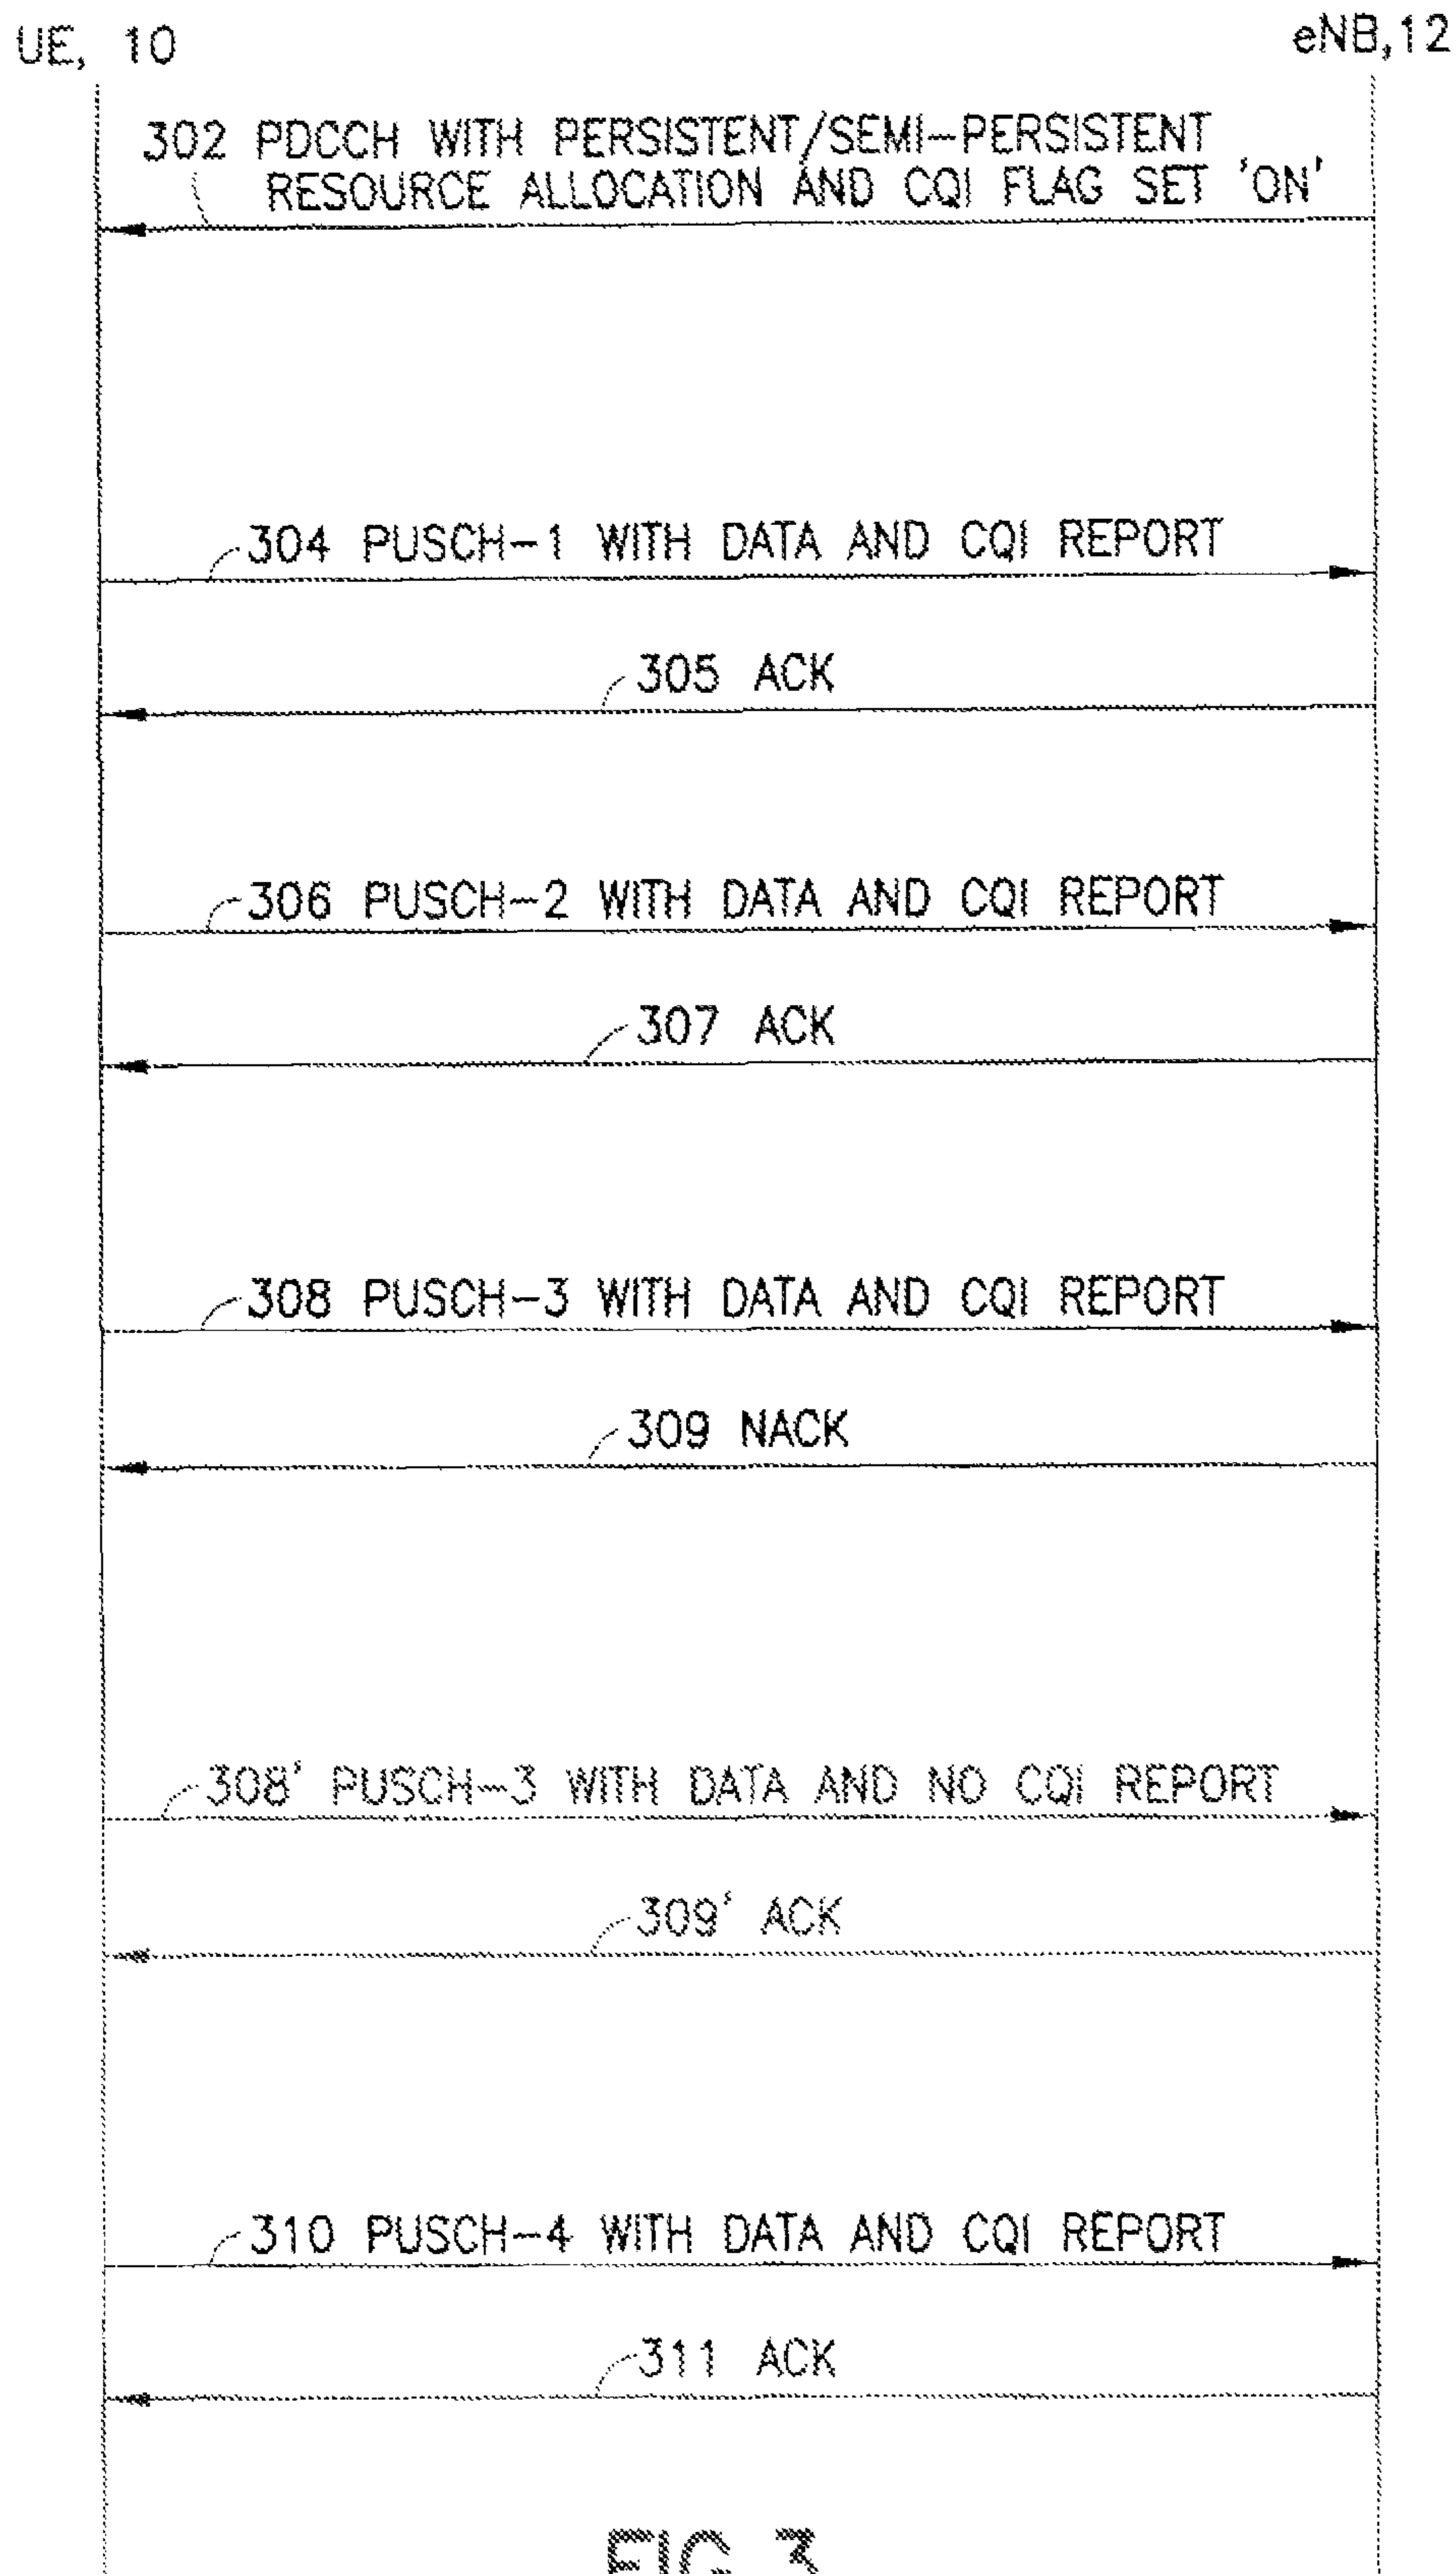 UE, 10
eNB,12
302 PDCCH WITH PERSISTENT/SEMI-PERSISTENT
RESOURCE ALLOCATION AND CQI FLAG SET 'ON'
304 PUSCH-1 WITH DATA AND CQI REPORT
305 ACK
306 PUSCH-2 WITH DATA AND CQI REPORT
307 ACK
308 PUSCH-3 WITH DATA AND CQI REPORT
309 NACK
308' PUSCH-3 WITH DATA AND NO CQI REPORT
309' ACK
310 PUSCH-4 WITH DATA AND CQI REPORT
311 ACK
FIG. 3